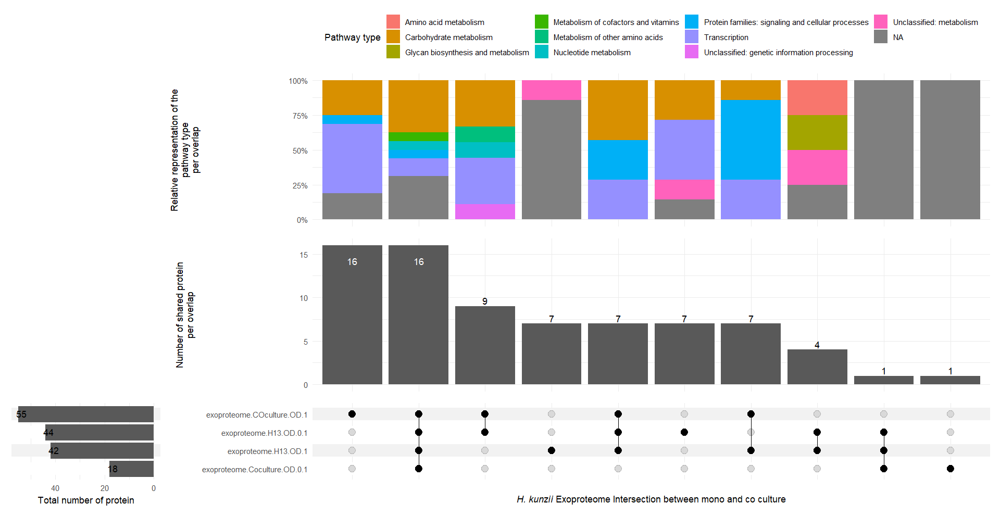 Pathway type
Amino acid metabolism
Carbohydrate metabolism
Glycan biosynthesis and metabolism
Metabolism of cofactors and vitamins
Metabolism of other amino acids
Nucleotide metabolism
Protein families: signaling and cellular processes
Transcription
Unclassified: genetic information processing
Unclassified: metabolism
NA
Relative representation of the
pathway type
per overlap
100%
75%
50%
25%
0%
Number of shared protein
per overlap
15
10
5
0
16
16
9
7
7
7
7
4
1
1
55
44
42
18
40
20
0
Total number of protein
exoproteome.COculture.OD.1
exoproteome.H13.OD.0.1
exoproteome.H13.OD.1
exoproteome.Coculture.OD.0.1
H. kunzii Exoproteome Intersection between mono and co culture